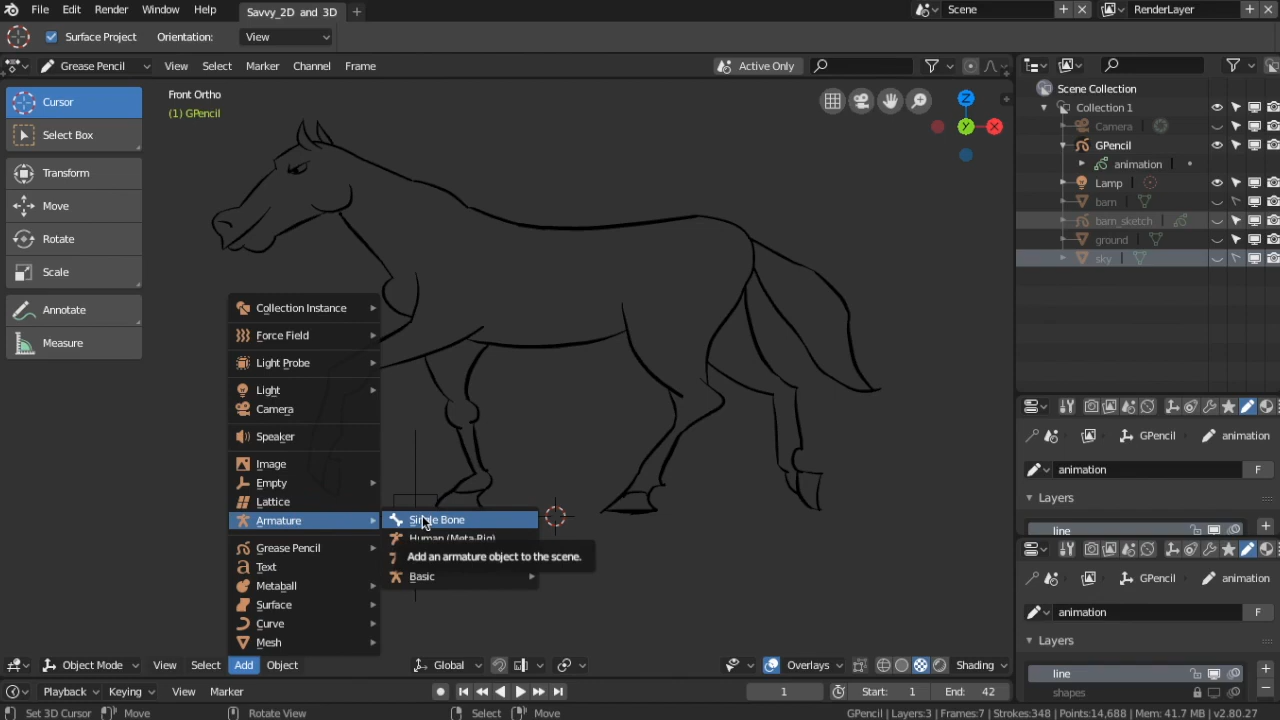 File Edit Render Window Help Savvy_2D and 3D Scene RenderLayer
Surface Project Orientation: View
Grease Pencil View Select Marker Channel Frame Active Only
Cursor
Select Box
Transform
Move
Rotate
Scale
Annotate
Measure
Front Ortho
(1) GPencil
Z
Y
X
Scene Collection
Collection 1
Camera
GPencil
animation
Lamp
barn
barn_sketch
ground
sky
Collection Instance
Force Field
Light Probe
Light
Camera
Speaker
Image
Empty
Lattice
Armature
Grease Pencil
Text
Metaball
Surface
Curve
Mesh
Single Bone
Human (Meta-Rig)
Add an armature object to the scene.
Basic
GPencil animation
animation F
Layers
line
GPencil animation
animation F
Layers
line
shapes
Object Mode View Select Add Object Global Overlays Shading
Playback Keying View Marker 1 Start: 1 End: 42
Set 3D Cursor Move Rotate View Select Move GPencil | Layers:3 | Frames:7 | Strokes:348 | Points:14,688 | Mem: 41.7 MB | v2.80.27